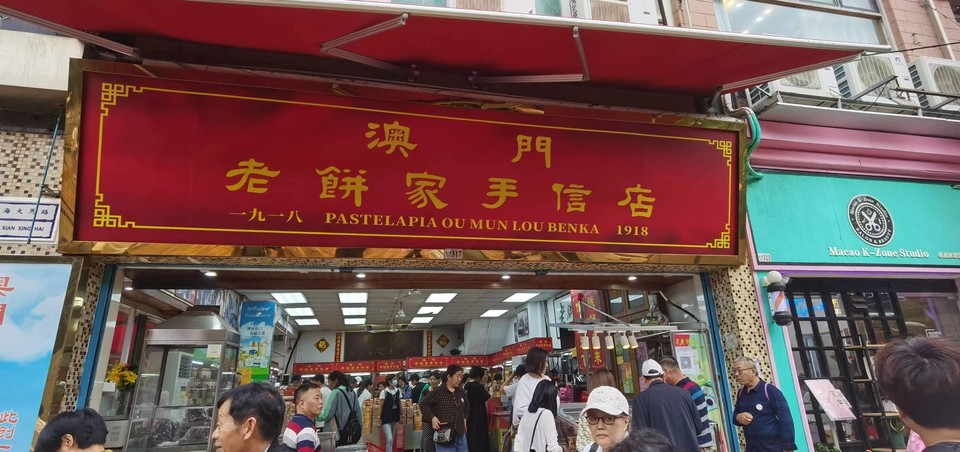 澳門
老餅家手信店
一九一八 PASTELAPIA OU MUN LOU BENKA 1918
XIAN XING HAI
Macao K-Zone Studio